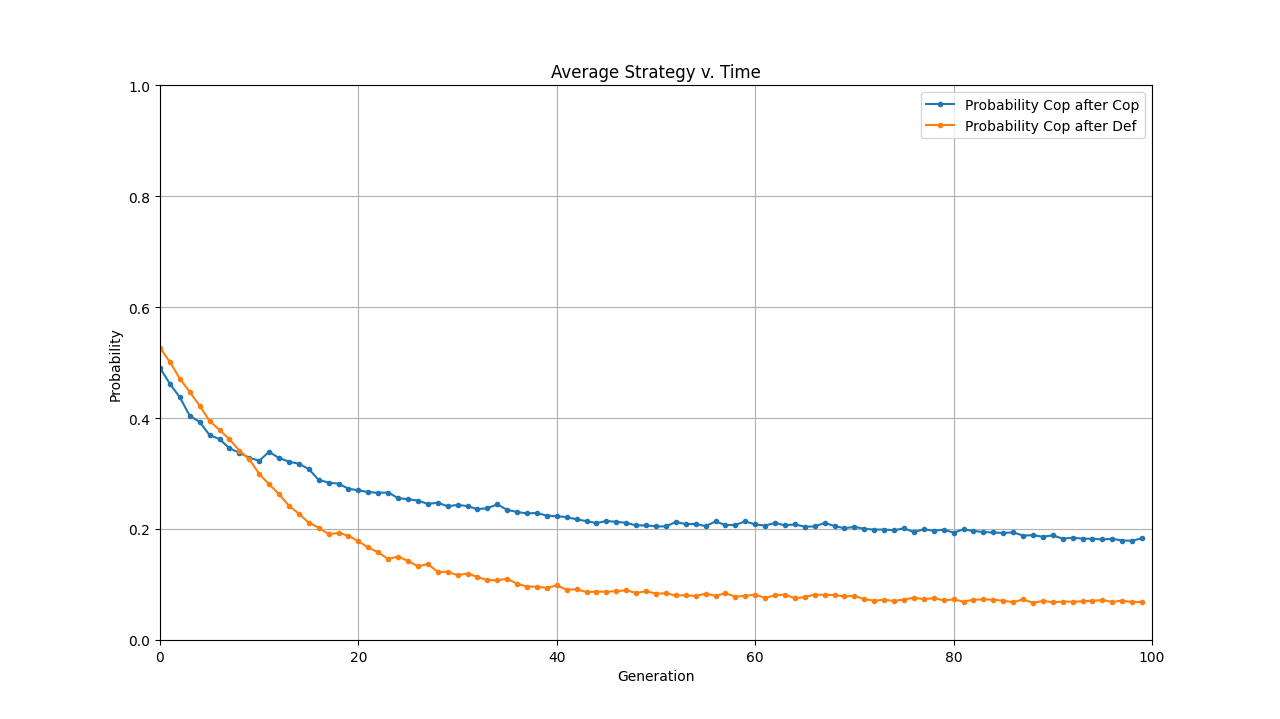 Average Strategy v. Time
1.0
Probability Cop after Cop
Probability Cop after Def
0.8
0.6
Probability
0.4
0.2
0.0
0 20 40 60 80 100
Generation